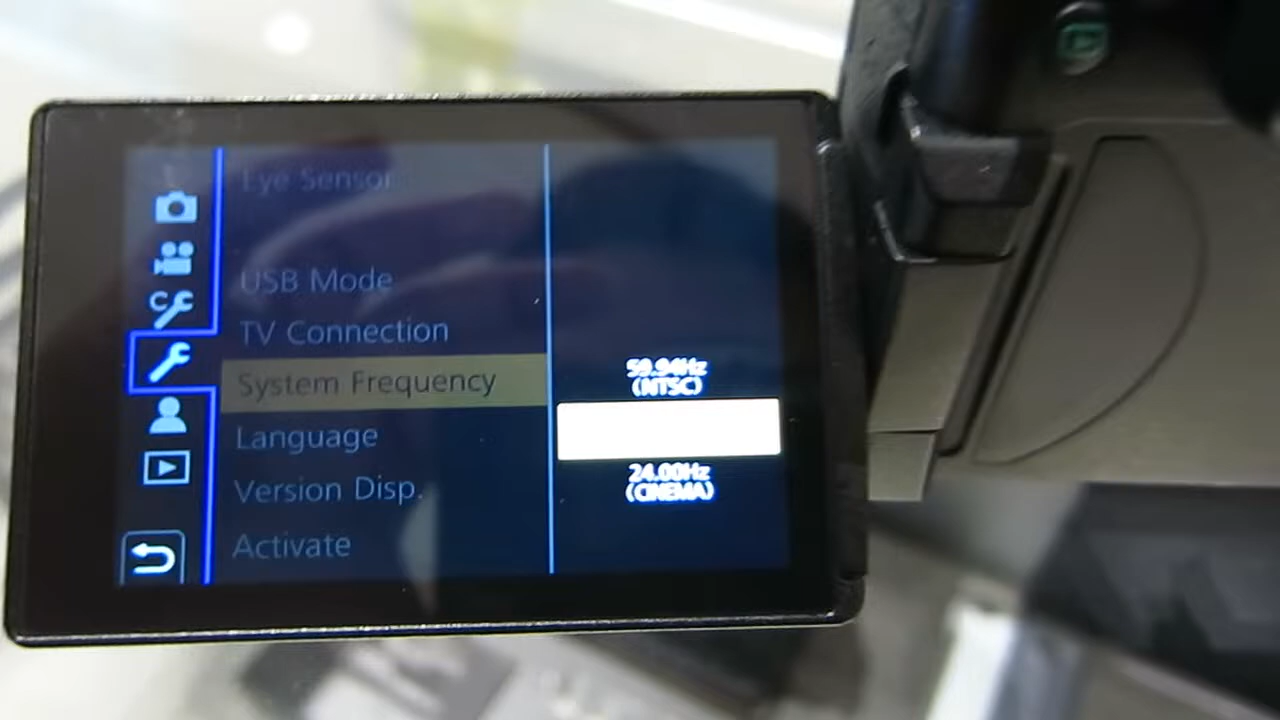 Eye Sensor
USB Mode
TV Connection
System Frequency
Language
Version Disp.
Activate
59.94Hz
(NTSC)
24.00Hz
(CINEMA)
C